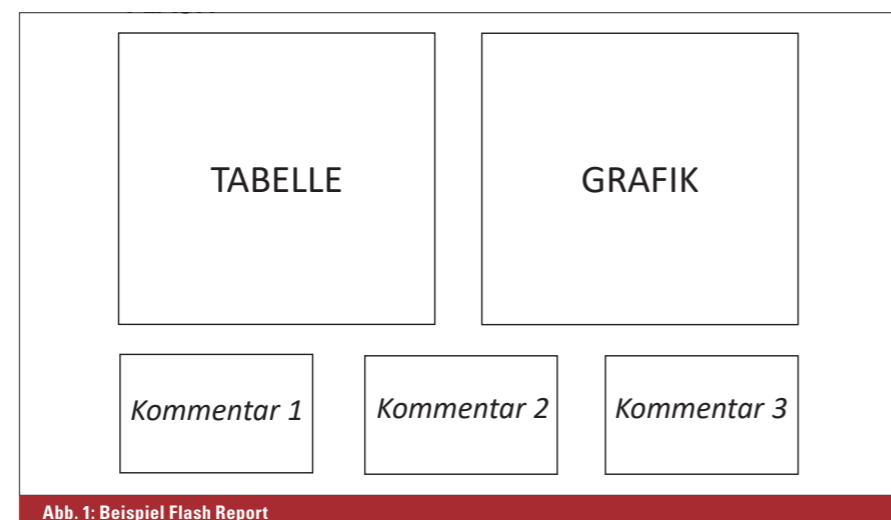 TABELLE
GRAFIK
Kommentar 1
Kommentar 2
Kommentar 3
Abb. 1: Beispiel Flash Report